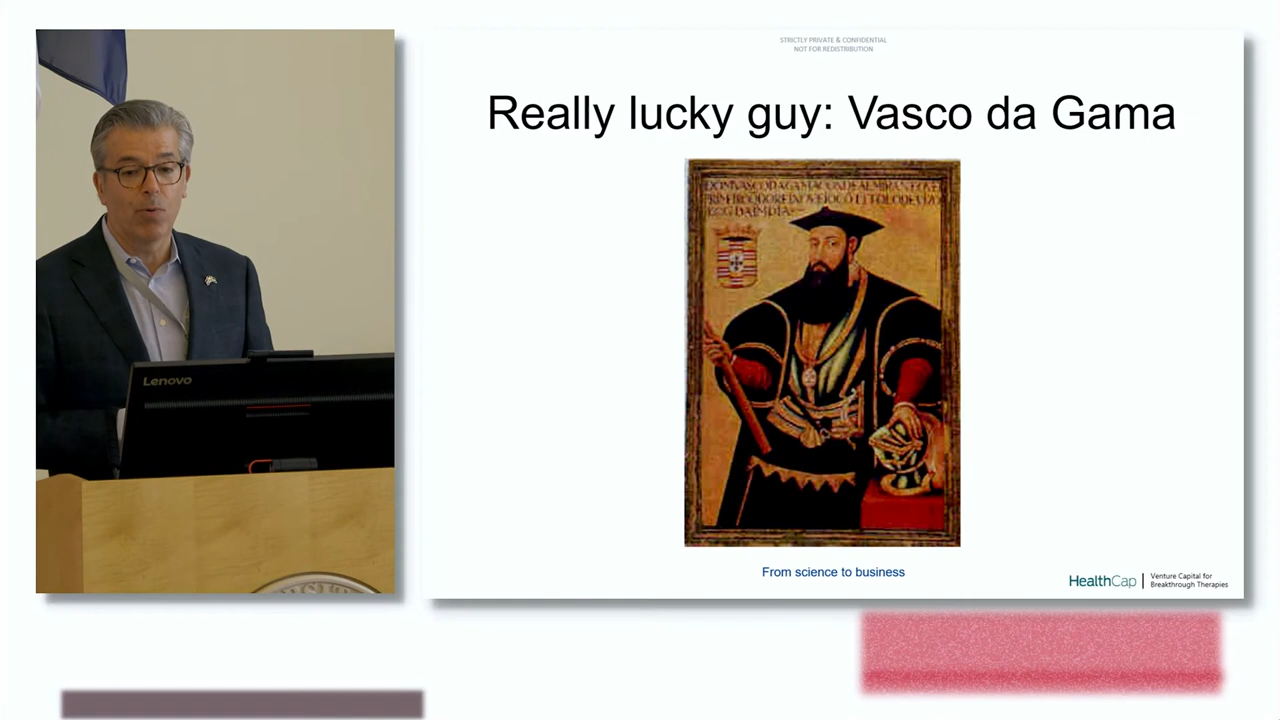 STRICTLY PRIVATE & CONFIDENTIAL
NOT FOR REDISTRIBUTION
Really lucky guy: Vasco da Gama
Lenovo
From science to business
HealthCap
Venture Capital for
Breakthrough Therapies